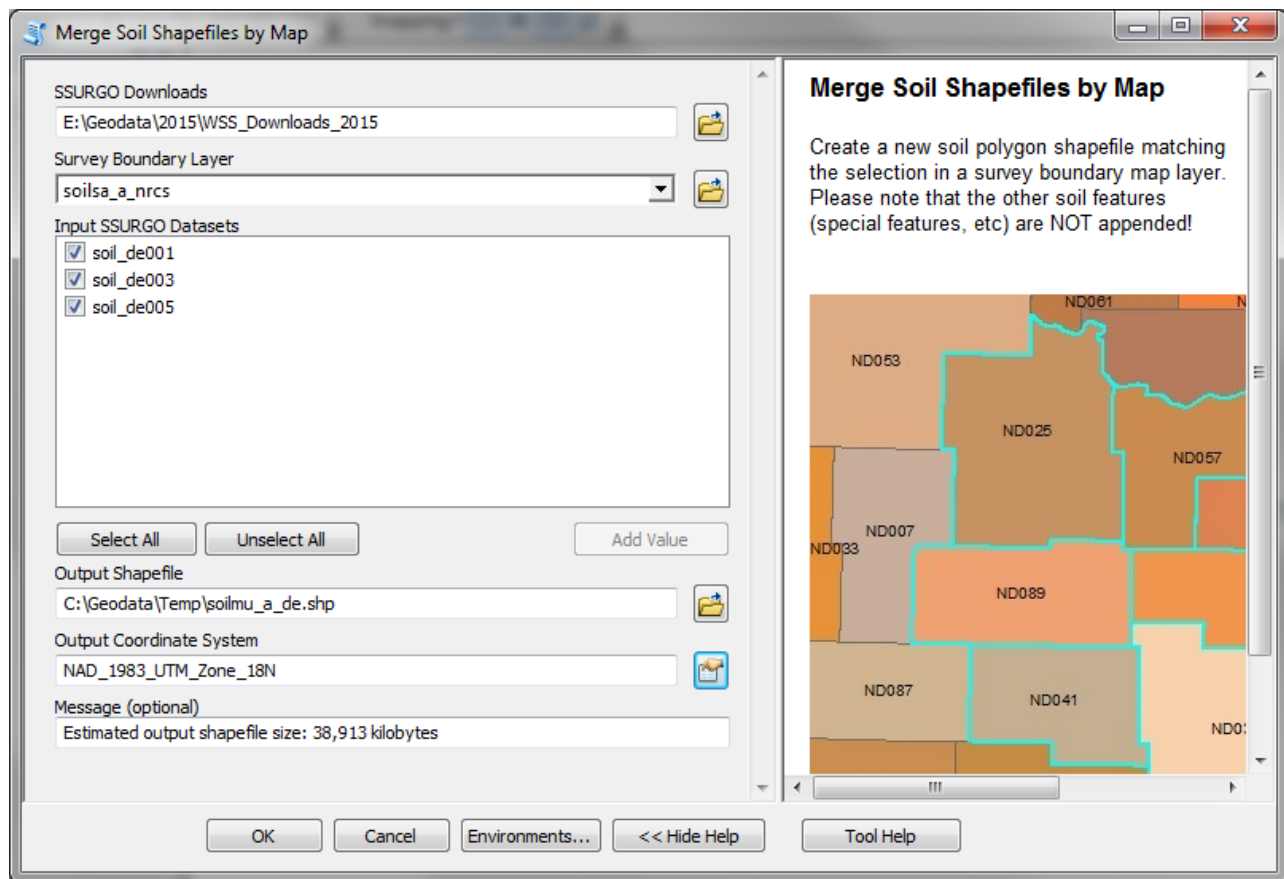 Merge Soil Shapefiles by Map
SSURGO Downloads
E:\Geodata\2015\WSS_Downloads_2015
Survey Boundary Layer
soilsa_a_nrcs
Input SSURGO Datasets
soil_de001
soil_de003
soil_de005
Select All
Unselect All
Add Value
Output Shapefile
C:\Geodata\Temp\soilmu_a_de.shp
Output Coordinate System
NAD_1983_UTM_Zone_18N
Message (optional)
Estimated output shapefile size: 38,913 kilobytes
Merge Soil Shapefiles by Map
Create a new soil polygon shapefile matching
the selection in a survey boundary map layer.
Please note that the other soil features
(special features, etc) are NOT appended!
ND061
N
ND053
ND025
ND057
ND007
ND033
ND089
ND087
ND041
OK
Cancel
Environments...
<< Hide Help
Tool Help